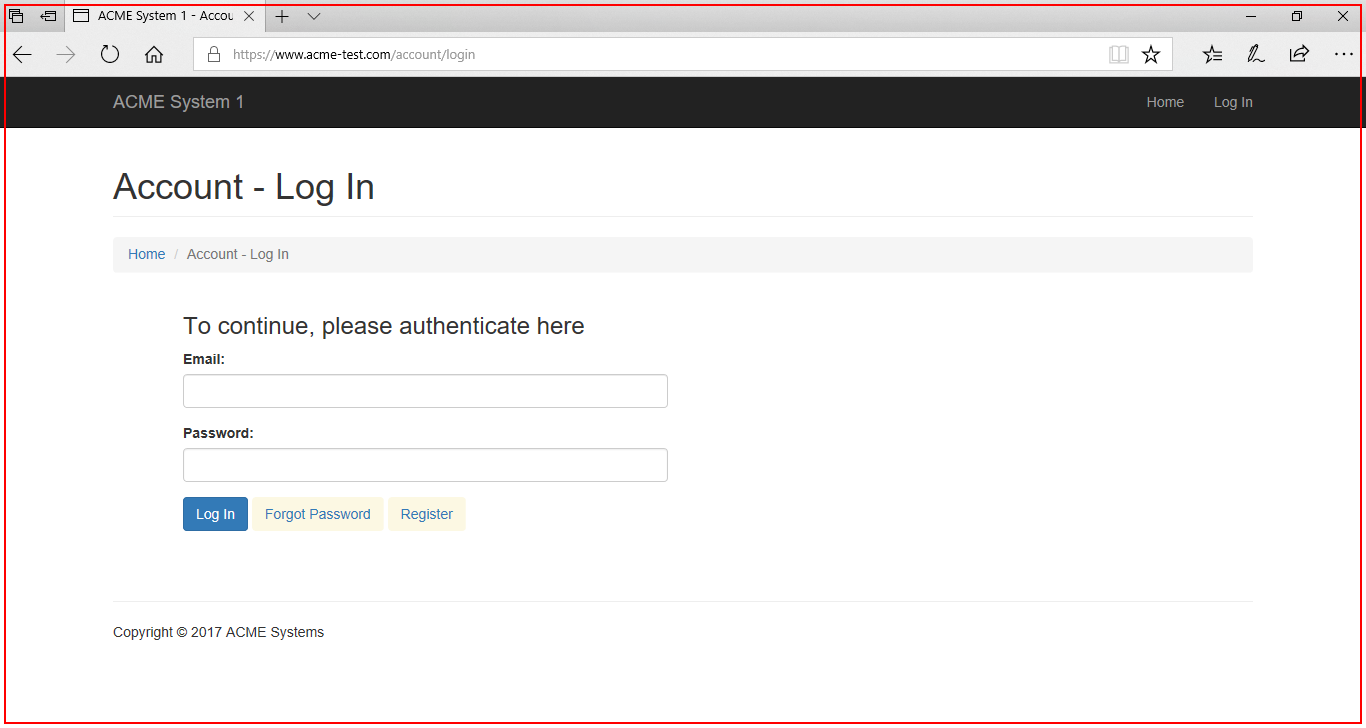 ACME System 1 - Accou
https://www.acme-test.com/account/login
ACME System 1 Home Log In
Account - Log In
Home / Account - Log In
To continue, please authenticate here
Email:
Password:
Log In Forgot Password Register
Copyright © 2017 ACME Systems